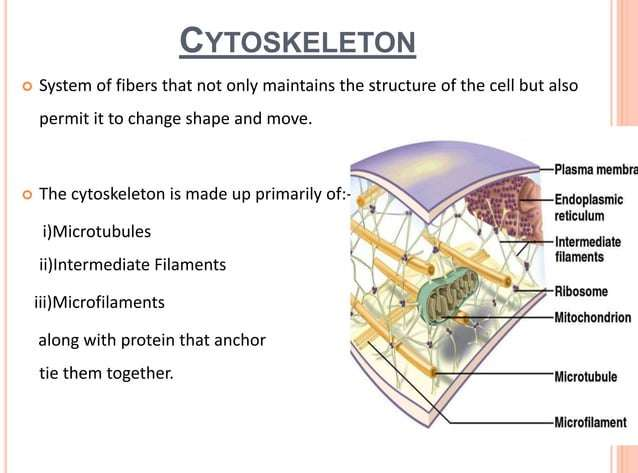 CYTOSKELETON
System of fibers that not only maintains the structure of the cell but also
permit it to change shape and move.
The cytoskeleton is made up primarily of:-
i)Microtubules
ii)Intermediate Filaments
iii)Microfilaments
along with protein that anchor
tie them together.
Plasma membra
Endoplasmic
reticulum
Intermediate
filaments
Ribosome
Mitochondrion
Microtubule
Microfilament